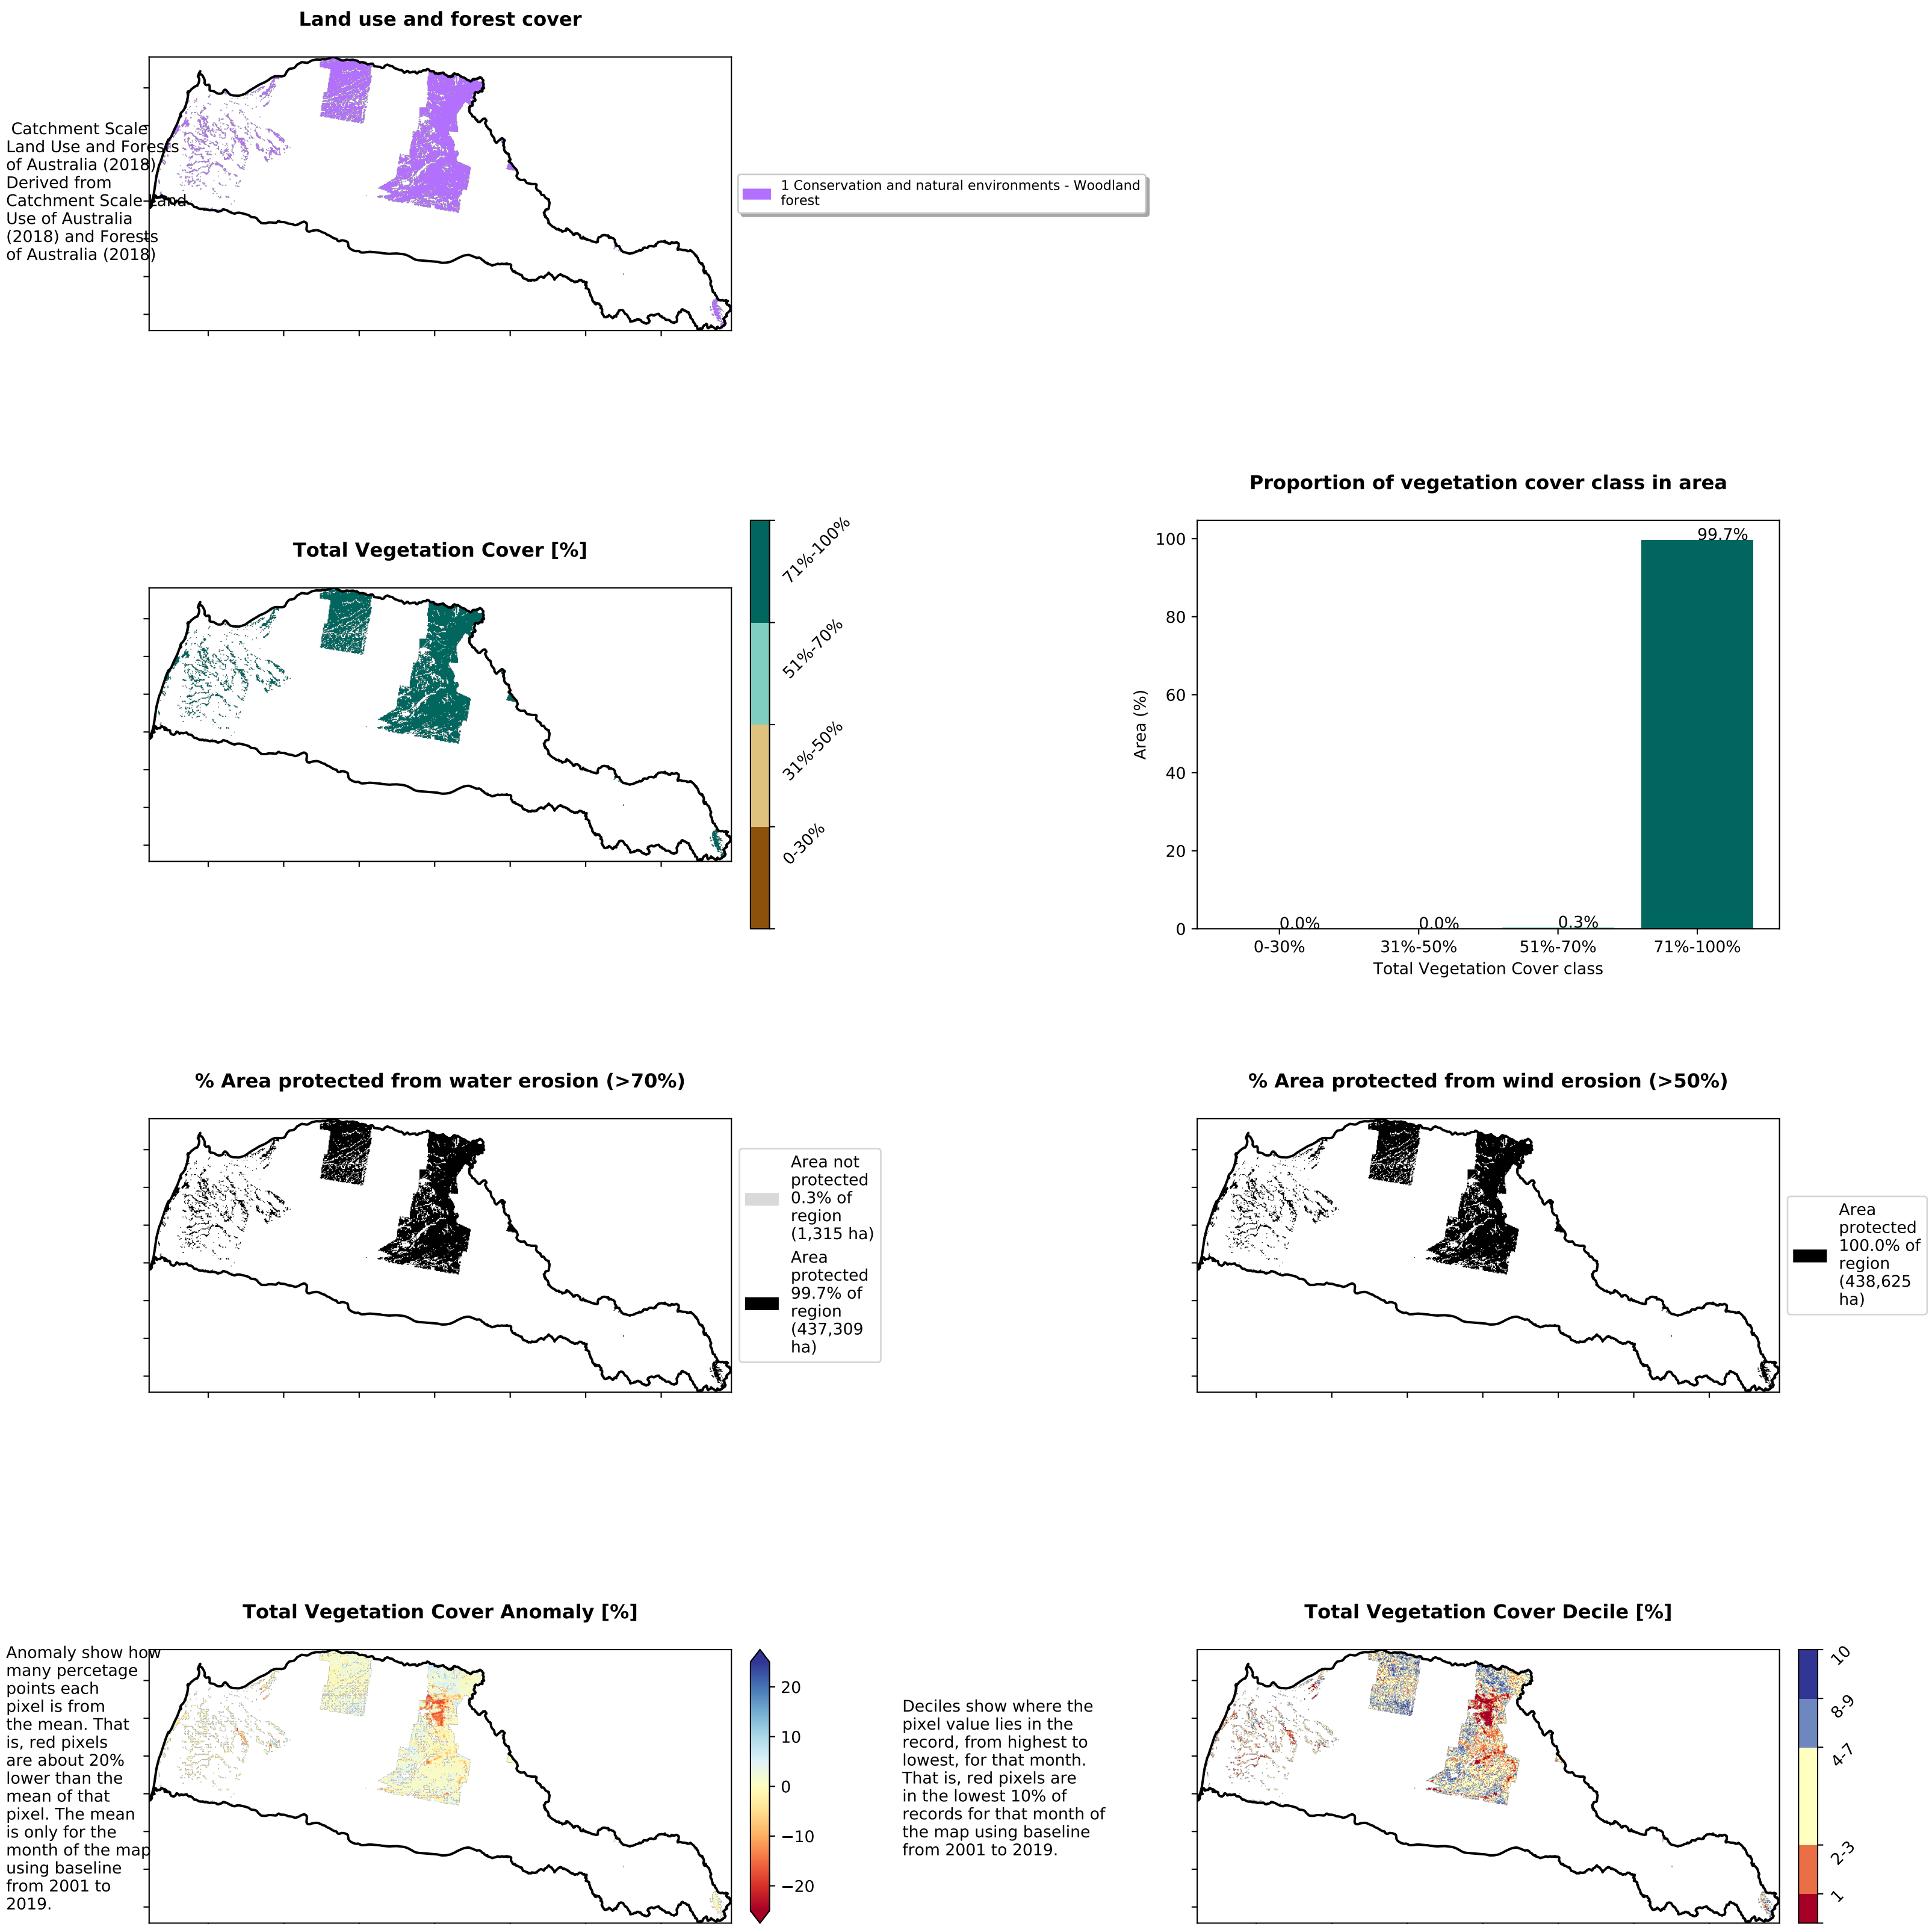 Land use and forest cover
Catchment Scale
Land Use and Forests
of Australia (2018)
Derived from
Catchment Scale Land
Use of Australia
(2018) and Forests
of Australia (2018)
1 Conservation and natural environments - Woodland
forest
Total Vegetation Cover [%]
71%-100%
51%-70%
31%-50%
0-30%
Proportion of vegetation cover class in area
Area (%)
100
80
60
40
20
0
0.0%
0.0%
0.3%
99.7%
0-30%
31%-50%
51%-70%
71%-100%
Total Vegetation Cover class
% Area protected from water erosion (>70%)
Area not
protected
0.3% of
region
(1,315 ha)
Area
protected
99.7% of
region
(437,309
ha)
% Area protected from wind erosion (>50%)
Area
protected
100.0% of
region
(438,625
ha)
Total Vegetation Cover Anomaly [%]
Anomaly show how
many percetage
points each
pixel is from
the mean. That
is, red pixels
are about 20%
lower than the
mean of that
pixel. The mean
is only for the
month of the map
using baseline
from 2001 to
2019.
20
10
0
−10
−20
Deciles show where the
pixel value lies in the
record, from highest to
lowest, for that month.
That is, red pixels are
in the lowest 10% of
records for that month of
the map using baseline
from 2001 to 2019.
Total Vegetation Cover Decile [%]
10
8-9
4-7
2-3
1